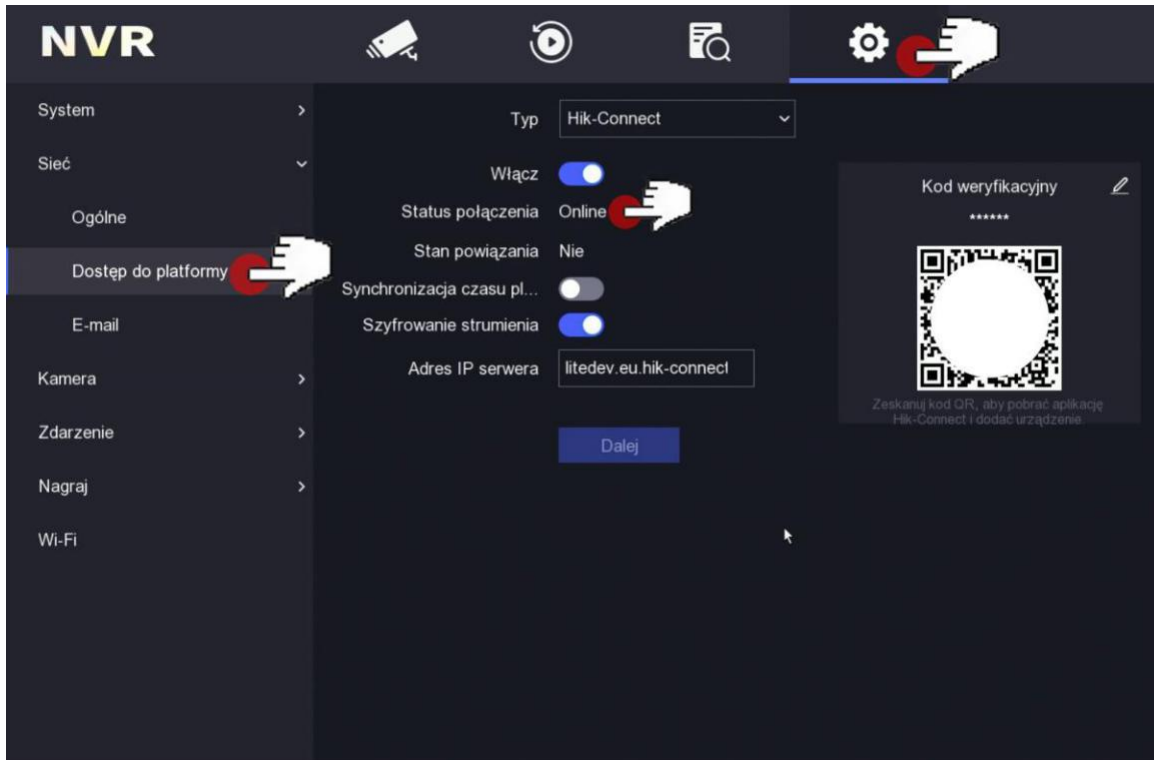 NVR
System
Sieć
Ogólne
Dostęp do platformy
E-mail
Kamera
Zdarzenie
Nagraj
Wi-Fi
Typ Hik-Connect
Włącz
Status połączenia Online
Stan powiązania Nie
Synchronizacja czasu pl...
Szyfrowanie strumienia
Adres IP serwera litedev.eu.hik-connect
Dalej
Kod weryfikacyjny
******
Zeskanuj kod QR, aby pobrać aplikację
Hik-Connect i dodać urządzenie.